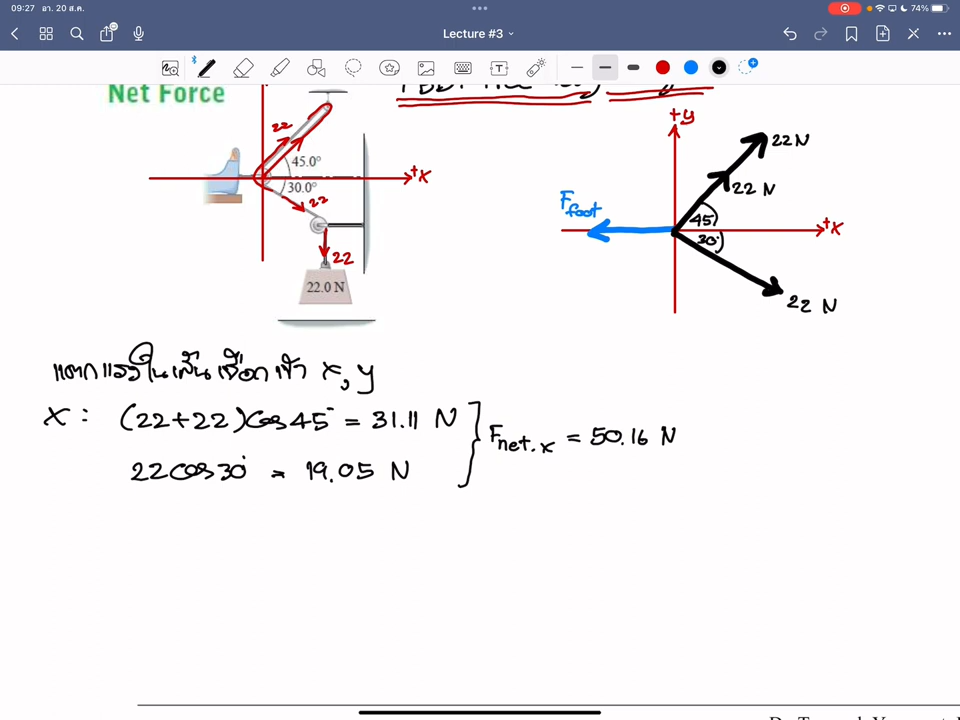 09:27 อา. 20 ส.ค.
74%
Lecture #3
Net Force
+y
22
22 N
45.0°
+x
22 N
F foot
30.0°
22
45°
+x
30°
22
22.0 N
22 N
แตกแรงในเส้นเชือกเข้า x, y
x : (22+22)cos45° = 31.11 N
Fnet.x = 50.16 N
22cos30° = 19.05 N